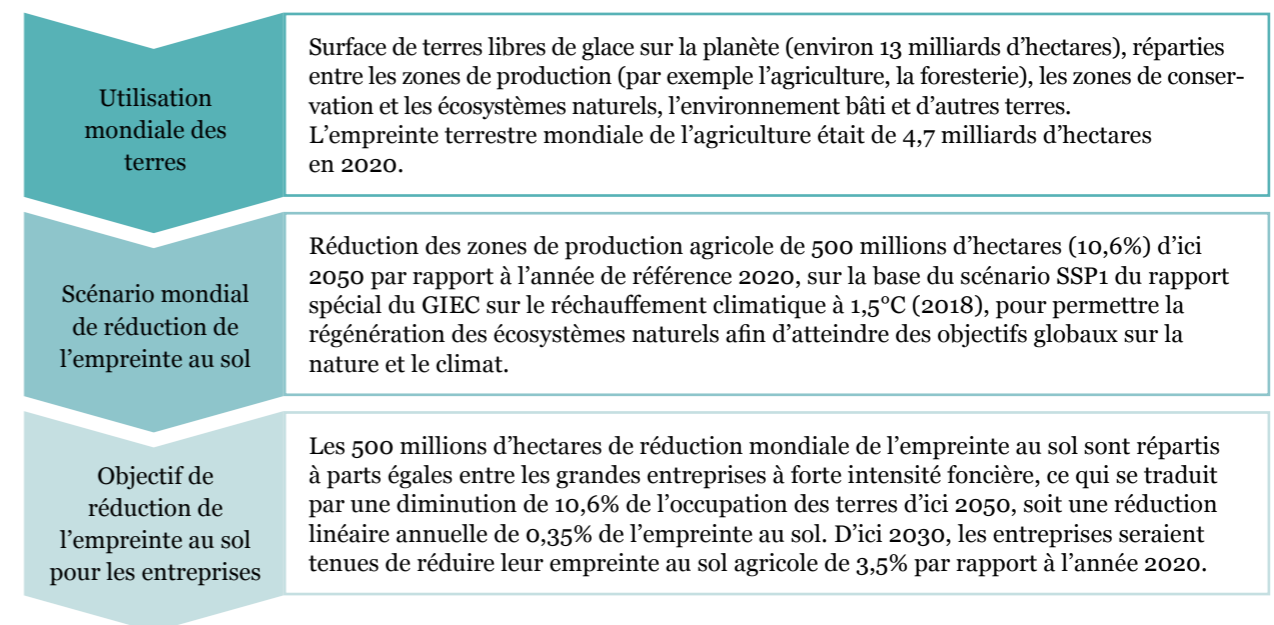 Utilisation
mondiale des
terres
Surface de terres libres de glace sur la planète (environ 13 milliards d’hectares), réparties
entre les zones de production (par exemple l’agriculture, la foresterie), les zones de conser-
vation et les écosystèmes naturels, l’environnement bâti et d’autres terres.
L’empreinte terrestre mondiale de l’agriculture était de 4,7 milliards d’hectares
en 2020.
Scénario mondial
de réduction de
l’empreinte au sol
Réduction des zones de production agricole de 500 millions d’hectares (10,6%) d’ici
2050 par rapport à l’année de référence 2020, sur la base du scénario SSP1 du rapport
spécial du GIEC sur le réchauffement climatique à 1,5°C (2018), pour permettre la
régénération des écosystèmes naturels afin d’atteindre des objectifs globaux sur la
nature et le climat.
Objectif de
réduction de
l’empreinte au sol
pour les entreprises
Les 500 millions d’hectares de réduction mondiale de l’empreinte au sol sont répartis
à parts égales entre les grandes entreprises à forte intensité foncière, ce qui se traduit
par une diminution de 10,6% de l’occupation des terres d’ici 2050, soit une réduction
linéaire annuelle de 0,35% de l’empreinte au sol. D’ici 2030, les entreprises seraient
tenues de réduire leur empreinte au sol agricole de 3,5% par rapport à l’année 2020.